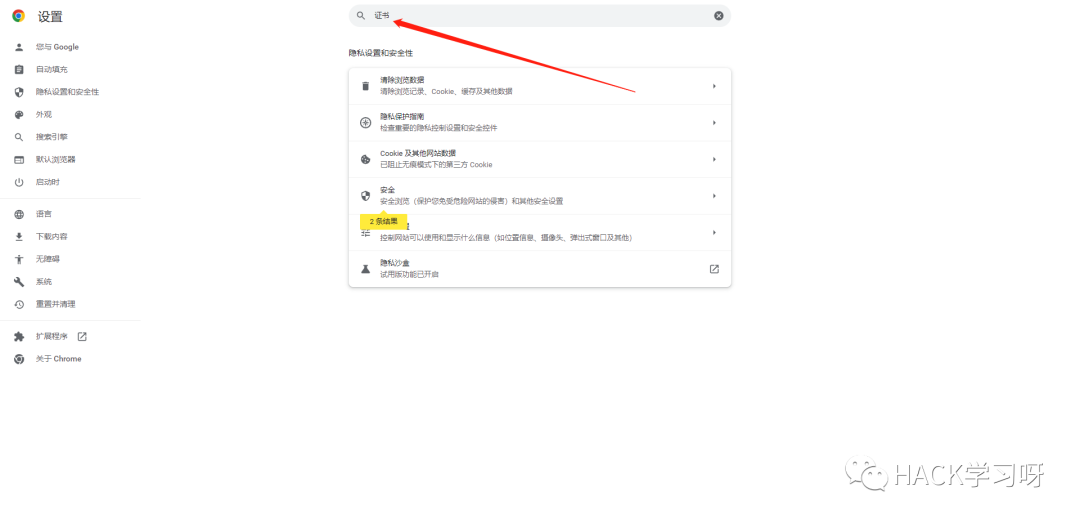 设置
证书
您与 Google
自动填充
隐私设置和安全性
外观
搜索引擎
默认浏览器
启动时
语言
下载内容
无障碍
系统
重置并清理
扩展程序
关于 Chrome
隐私设置和安全性
清除浏览数据
清除浏览记录、Cookie、缓存及其他数据
隐私保护指南
检查重要的隐私控制设置和安全控件
Cookie 及其他网站数据
已阻止无痕模式下的第三方 Cookie
安全
安全浏览（保护您免受危险网站的侵害）和其他安全设置
2 条结果
控制网站可以使用和显示什么信息（如位置信息、摄像头、弹出式窗口及其他）
隐私沙盒
试用版功能已开启
HACK学习呀